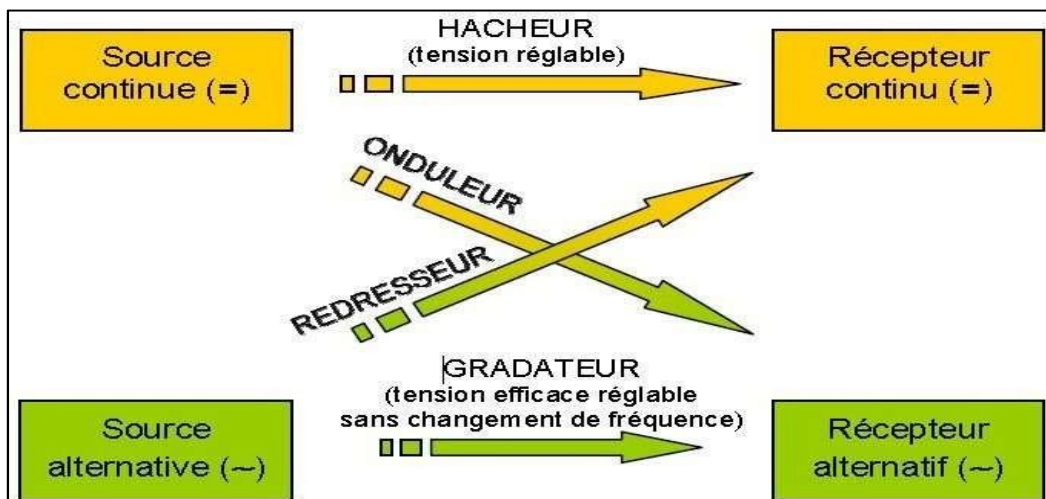 HACHEUR
(tension réglable)
Source
continue (=)
Récepteur
continu (=)
ONDULEUR
REDRESSEUR
GRADATEUR
(tension efficace réglable
sans changement de fréquence)
Source
alternative (~)
Récepteur
alternatif (~)